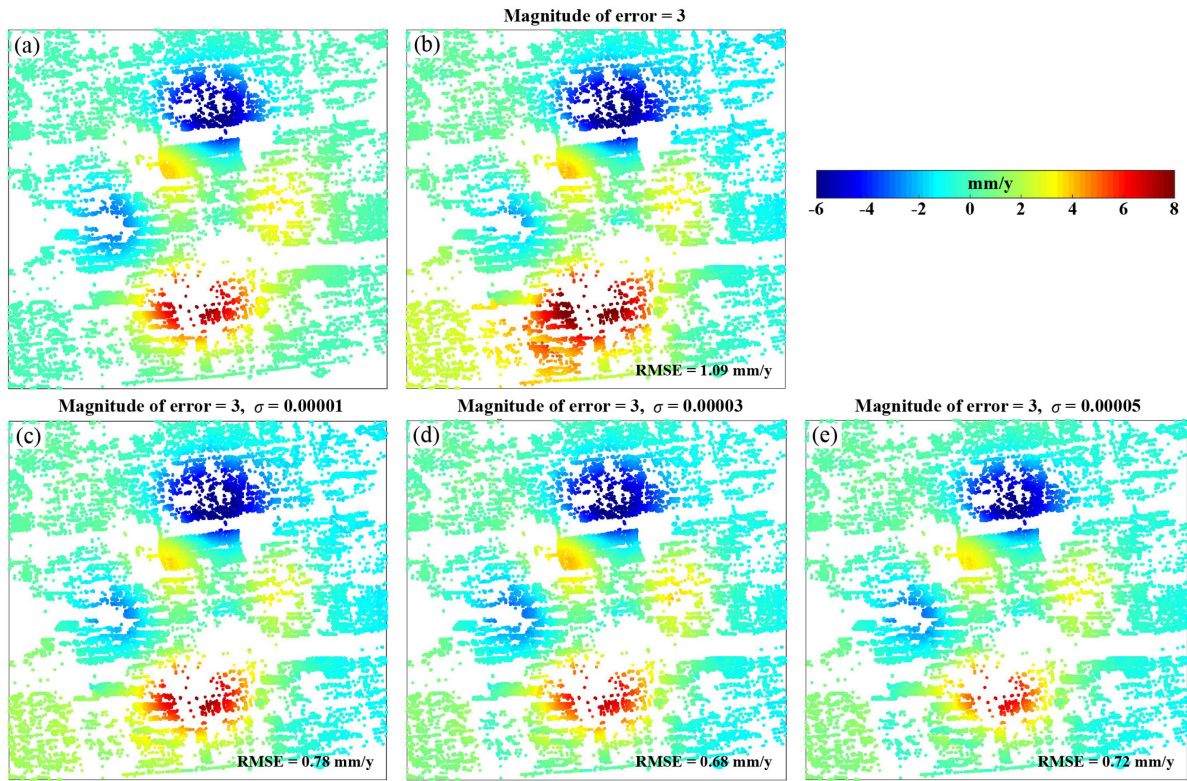 Magnitude of error = 3
(a)
(b)
mm/y
-6 -4 -2 0 2 4 6 8
RMSE = 1.09 mm/y
Magnitude of error = 3, σ = 0.00001
Magnitude of error = 3, σ = 0.00003
Magnitude of error = 3, σ = 0.00005
(c)
(d)
(e)
RMSE = 0.78 mm/y
RMSE = 0.68 mm/y
RMSE = 0.72 mm/y